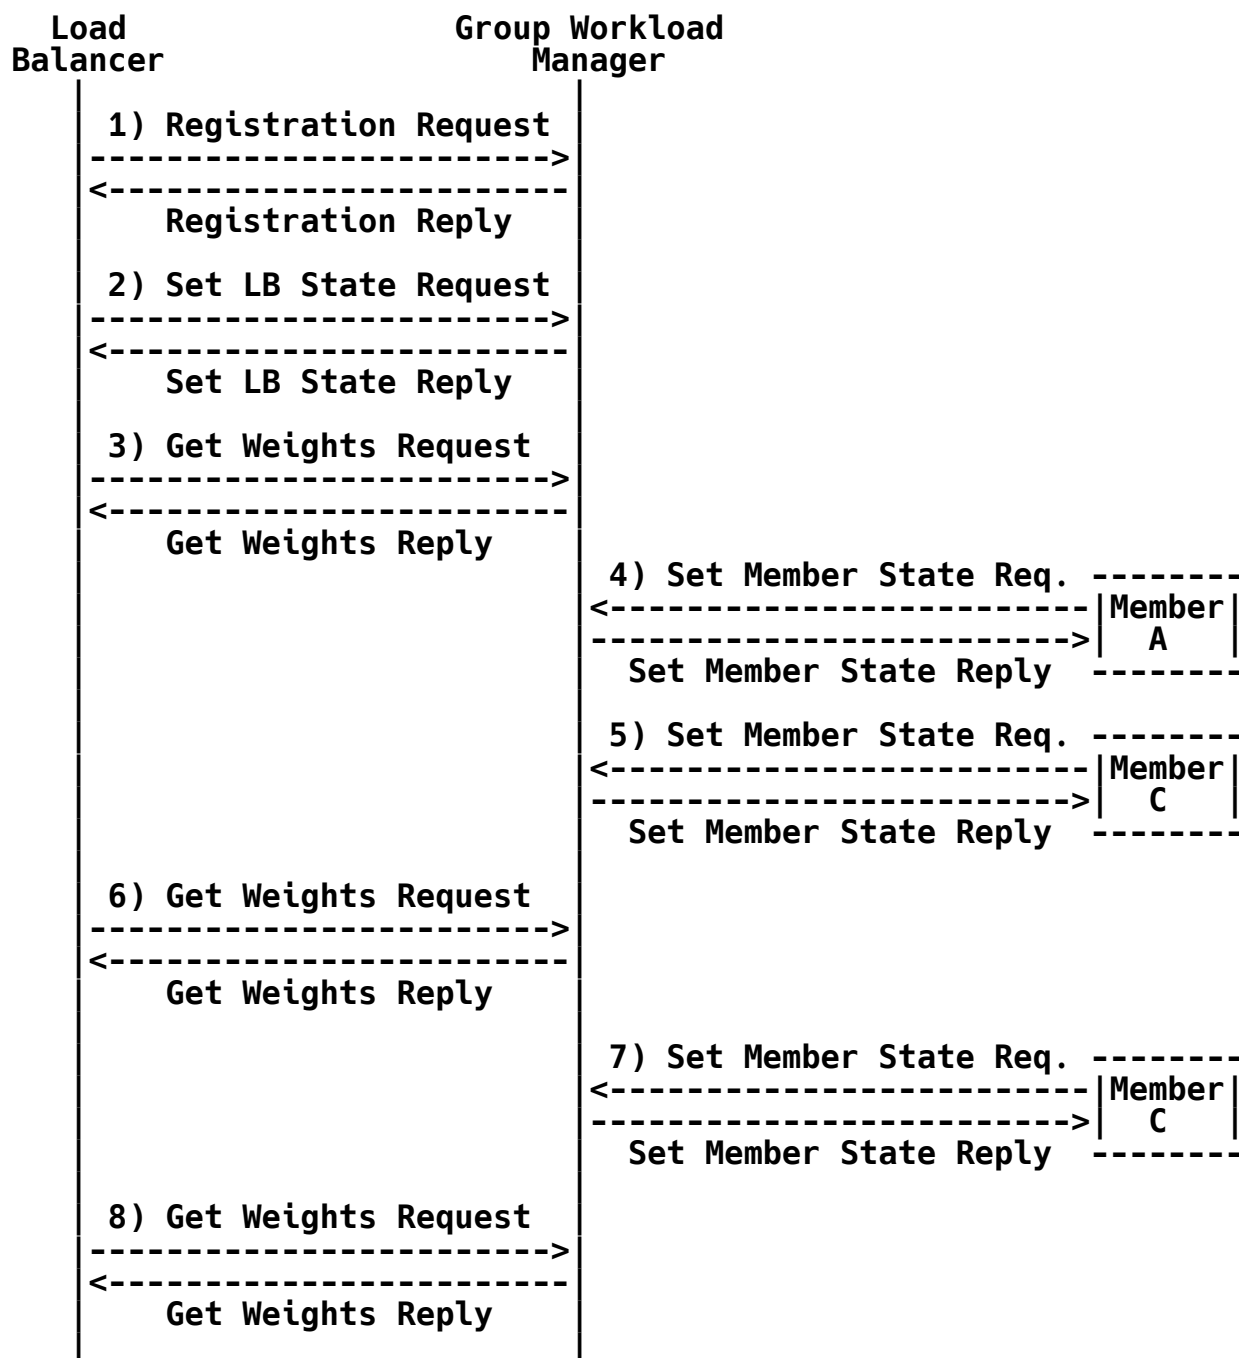 Load Group Workload
Balancer Manager
1) Registration Request
Registration Reply
2) Set LB State Request
Set LB State Reply
3) Get Weights Request
Get Weights Reply
4) Set Member State Req.
Member
A
Set Member State Reply
5) Set Member State Req.
Member
C
Set Member State Reply
6) Get Weights Request
Get Weights Reply
7) Set Member State Req.
Member
C
Set Member State Reply
8) Get Weights Request
Get Weights Reply